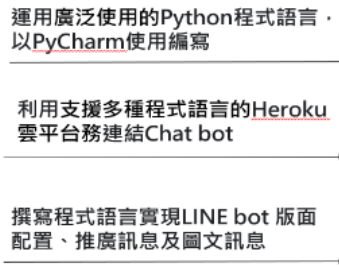 運用廣泛使用的Python程式語言，
以PyCharm使用編寫
利用支援多種程式語言的Heroku
雲平台務連結Chat bot
撰寫程式語言實現LINE bot 版面
配置、推廣訊息及圖文訊息